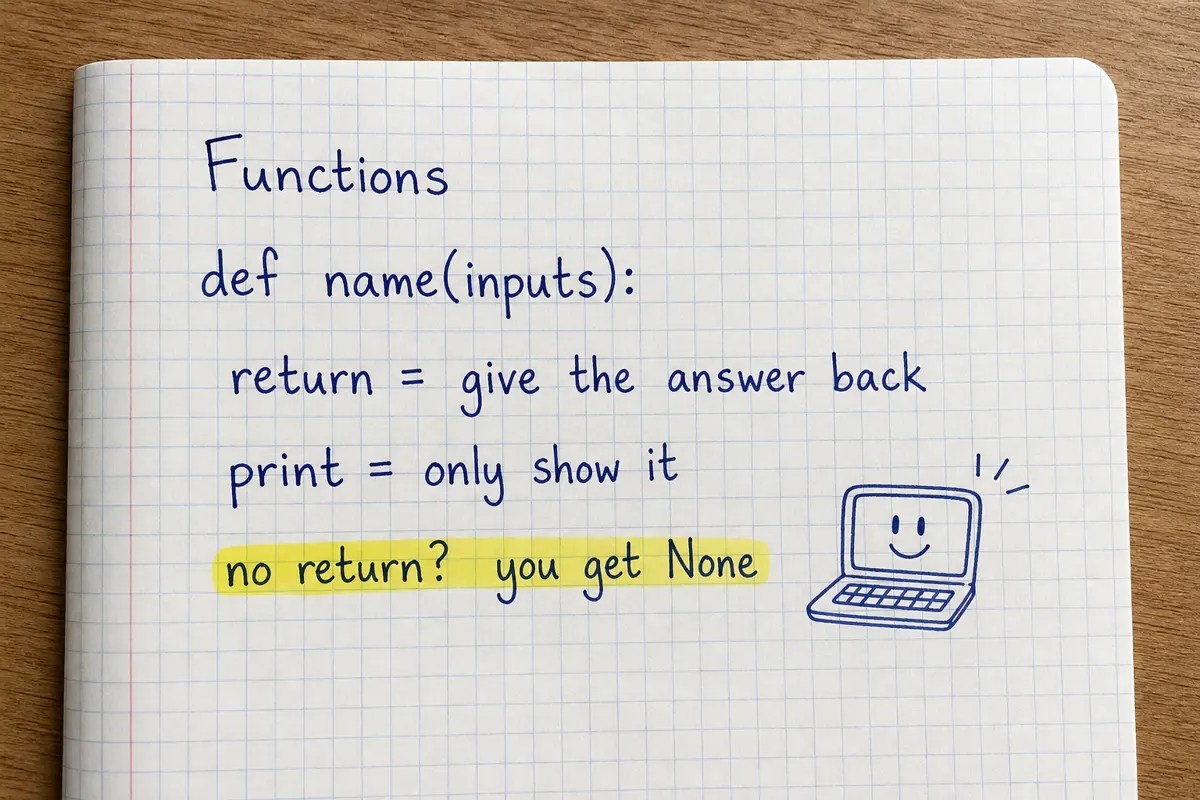 Functions
def name(inputs):
return = give the answer back
print = only show it
no return? you get None